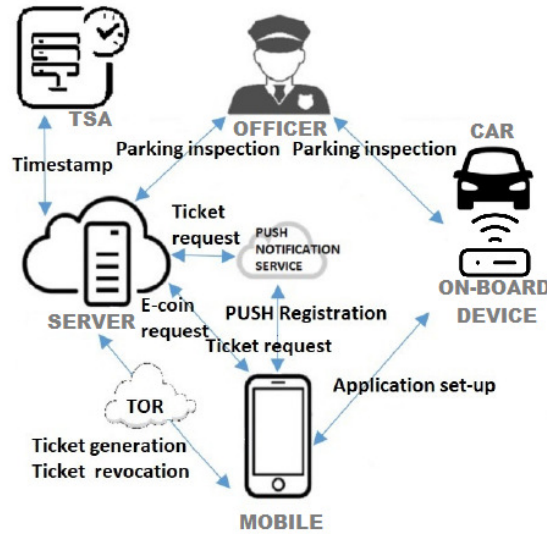 TSA
OFFICER
CAR
Timestamp
Parking inspection
Parking inspection
Ticket
request
PUSH
NOTIFICATION
SERVICE
ON-BOARD
DEVICE
SERVER
E-coin
request
PUSH Registration
Ticket request
TOR
Application set-up
Ticket generation
Ticket revocation
MOBILE